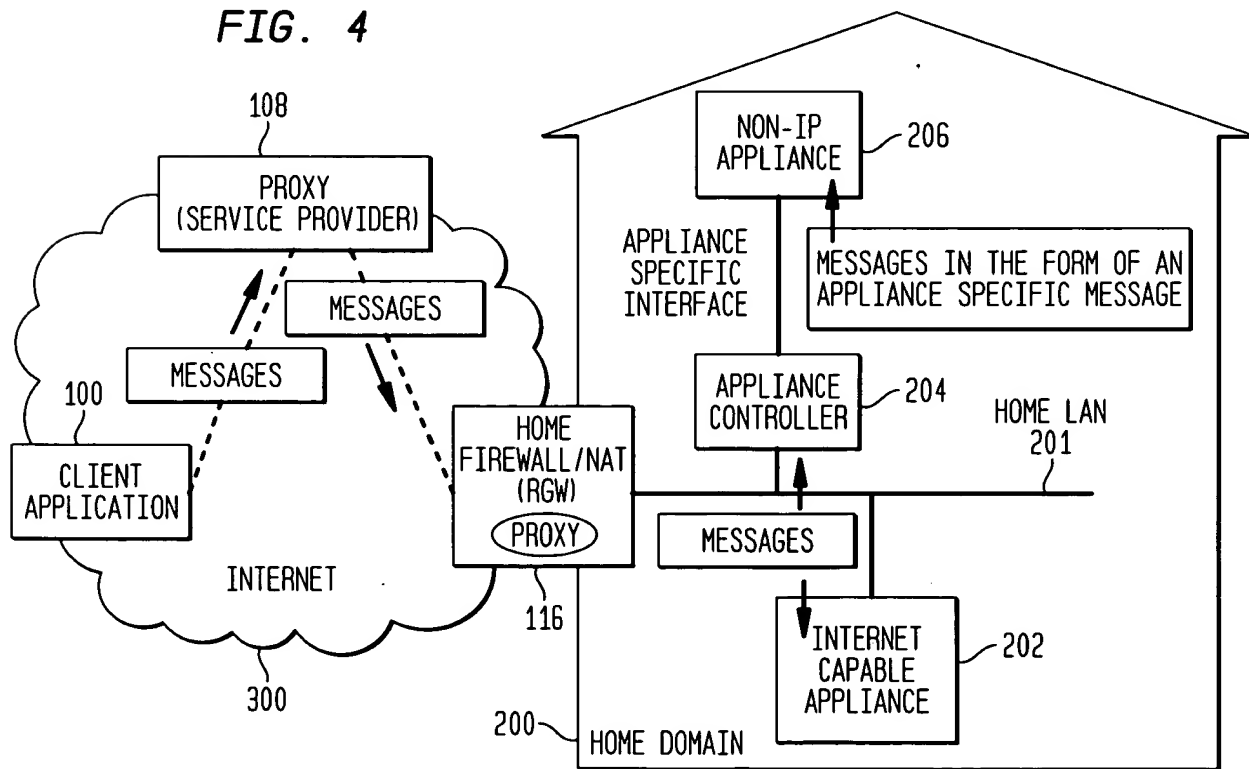 FIG. 4
108
PROXY
(SERVICE PROVIDER)
MESSAGES
MESSAGES
100
CLIENT
APPLICATION
INTERNET
300
HOME
FIREWALL/NAT
(RGW)
PROXY
116
NON-IP
APPLIANCE
206
APPLIANCE
SPECIFIC
INTERFACE
MESSAGES IN THE FORM OF AN
APPLIANCE SPECIFIC MESSAGE
APPLIANCE
CONTROLLER
204
HOME LAN
201
MESSAGES
INTERNET
CAPABLE
APPLIANCE
202
200
HOME DOMAIN